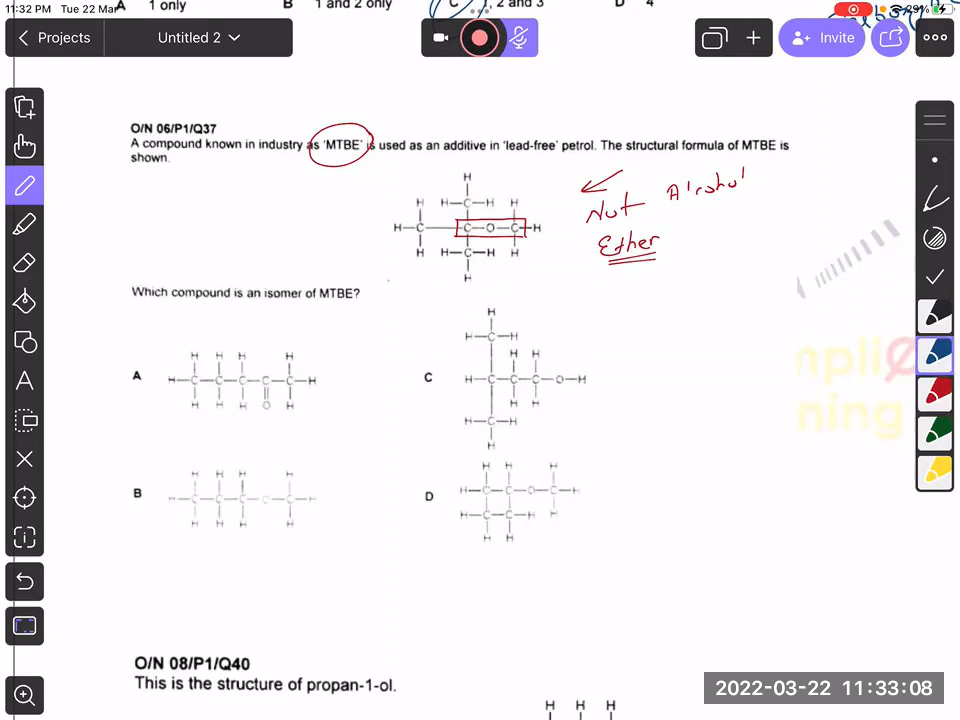 11:32 PM Tue 22 Mar
29%
A 1 only B 1 and 2 only C 1, 2 and 3 D 4
Projects
Untitled 2
Invite
O/N 06/P1/Q37
A compound known in industry as 'MTBE' is used as an additive in 'lead-free' petrol. The structural formula of MTBE is
shown.
H
H H—C—H H
H—C—C—O—C—H
H H—C—H H
H
Not Alcohol
Ether
Which compound is an isomer of MTBE?
A
H H H H
H—C—C—C—C—C—H
H H H O H
C
H
H—C—H
H H
H—C—C—C—O—H
H H
H—C—H
H
B
H H H H
H—C—C—C—O—C—H
H H H H
D
H H H
H—C—C—O—C—H
H—C—C—H H
H H
ning
O/N 08/P1/Q40
This is the structure of propan-1-ol.
H H H
2022-03-22 11:33:08